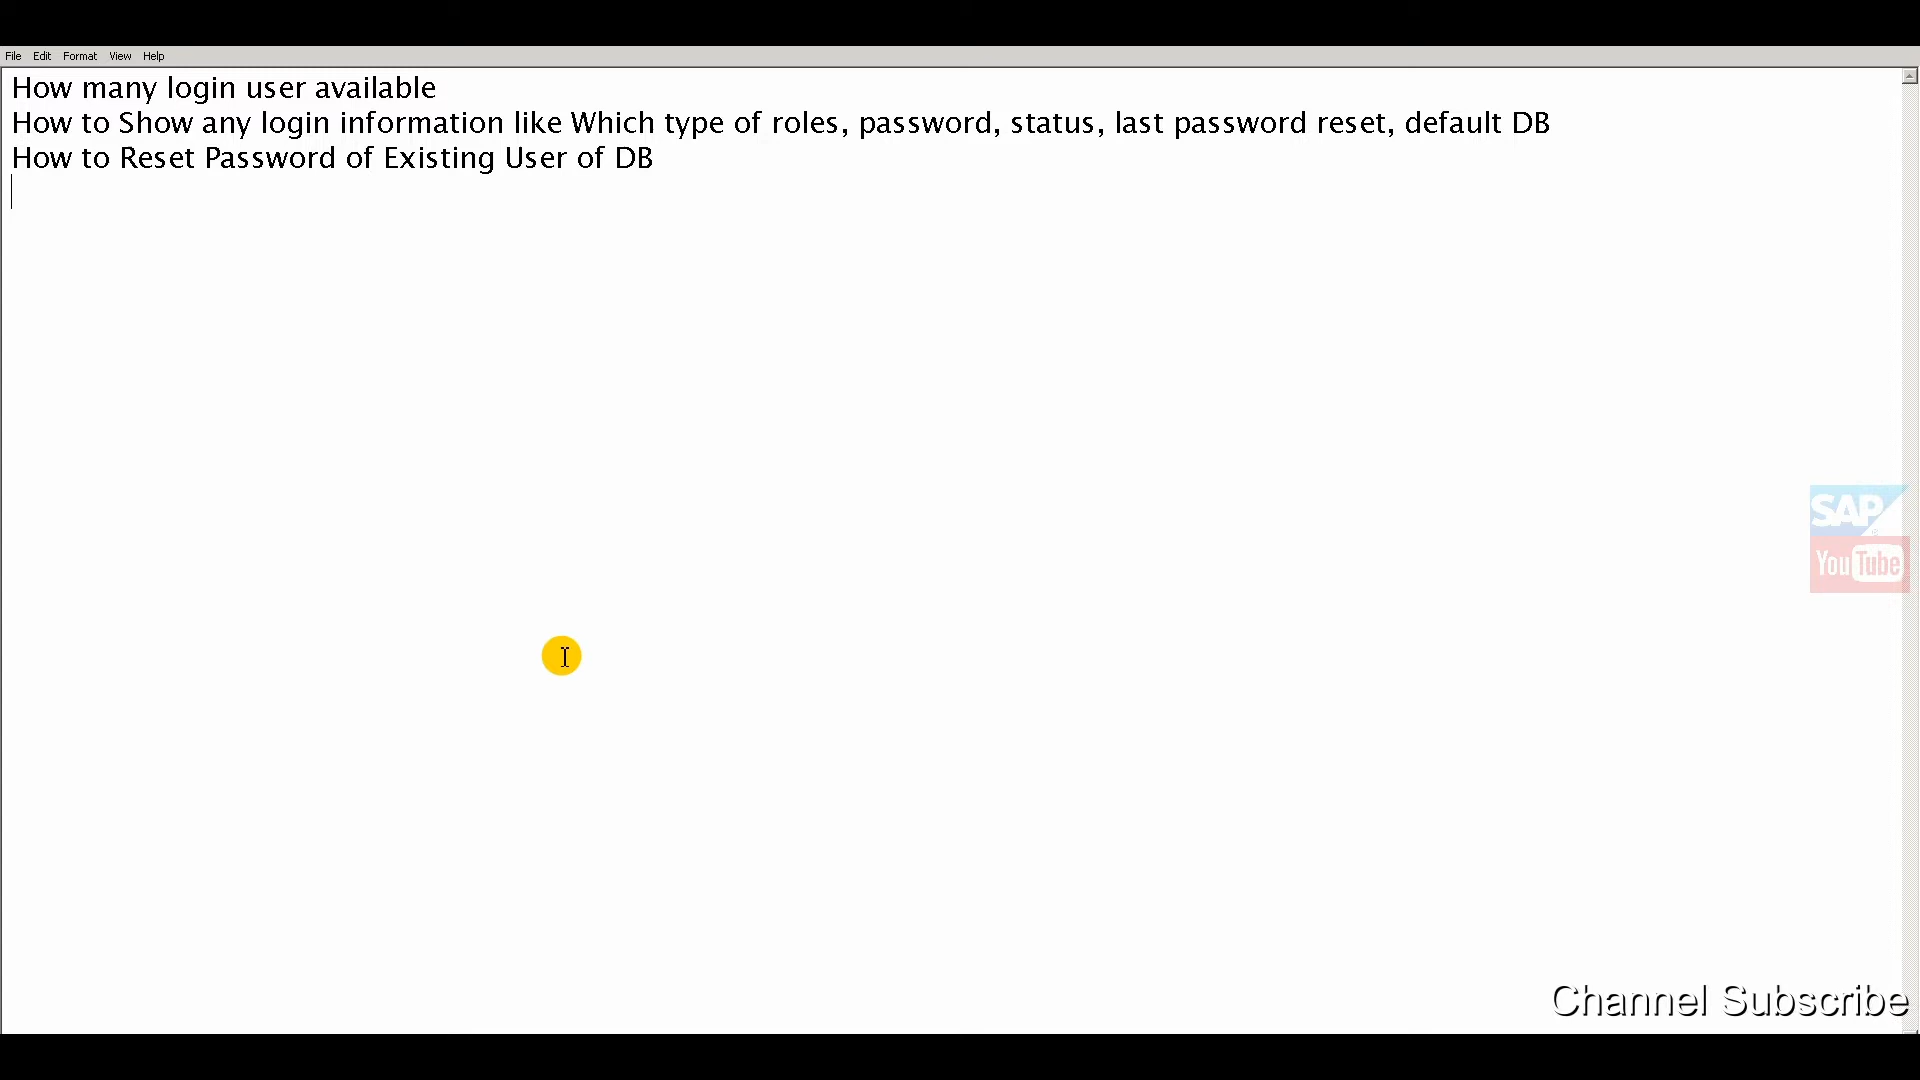 File Edit Format View Help
How many login user available
How to Show any login information like Which type of roles, password, status, last password reset, default DB
How to Reset Password of Existing User of DB
SAP
YouTube
Channel Subscribe